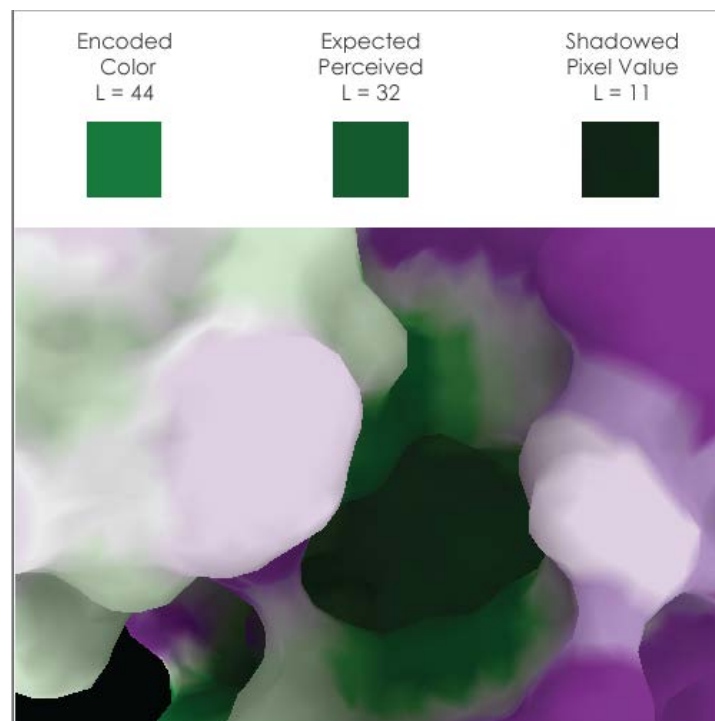 Encoded
Color
L = 44
Expected
Perceived
L = 32
Shadowed
Pixel Value
L = 11